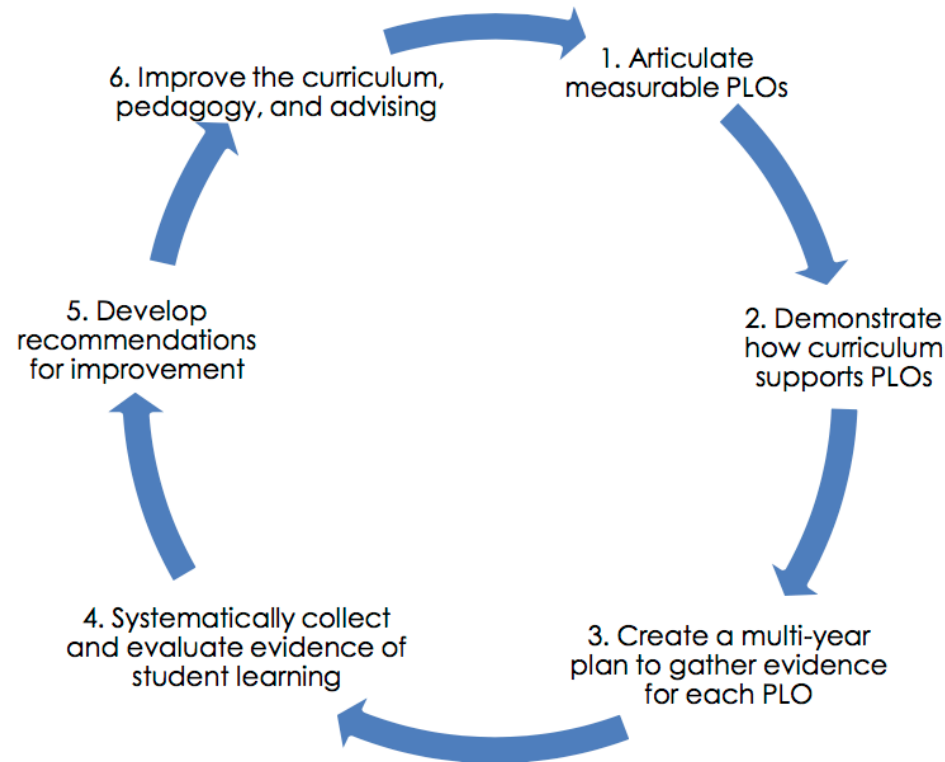 1. Articulate
measurable PLOs
2. Demonstrate
how curriculum
supports PLOs
3. Create a multi-year
plan to gather evidence
for each PLO
4. Systematically collect
and evaluate evidence of
student learning
5. Develop
recommendations
for improvement
6. Improve the curriculum,
pedagogy, and advising